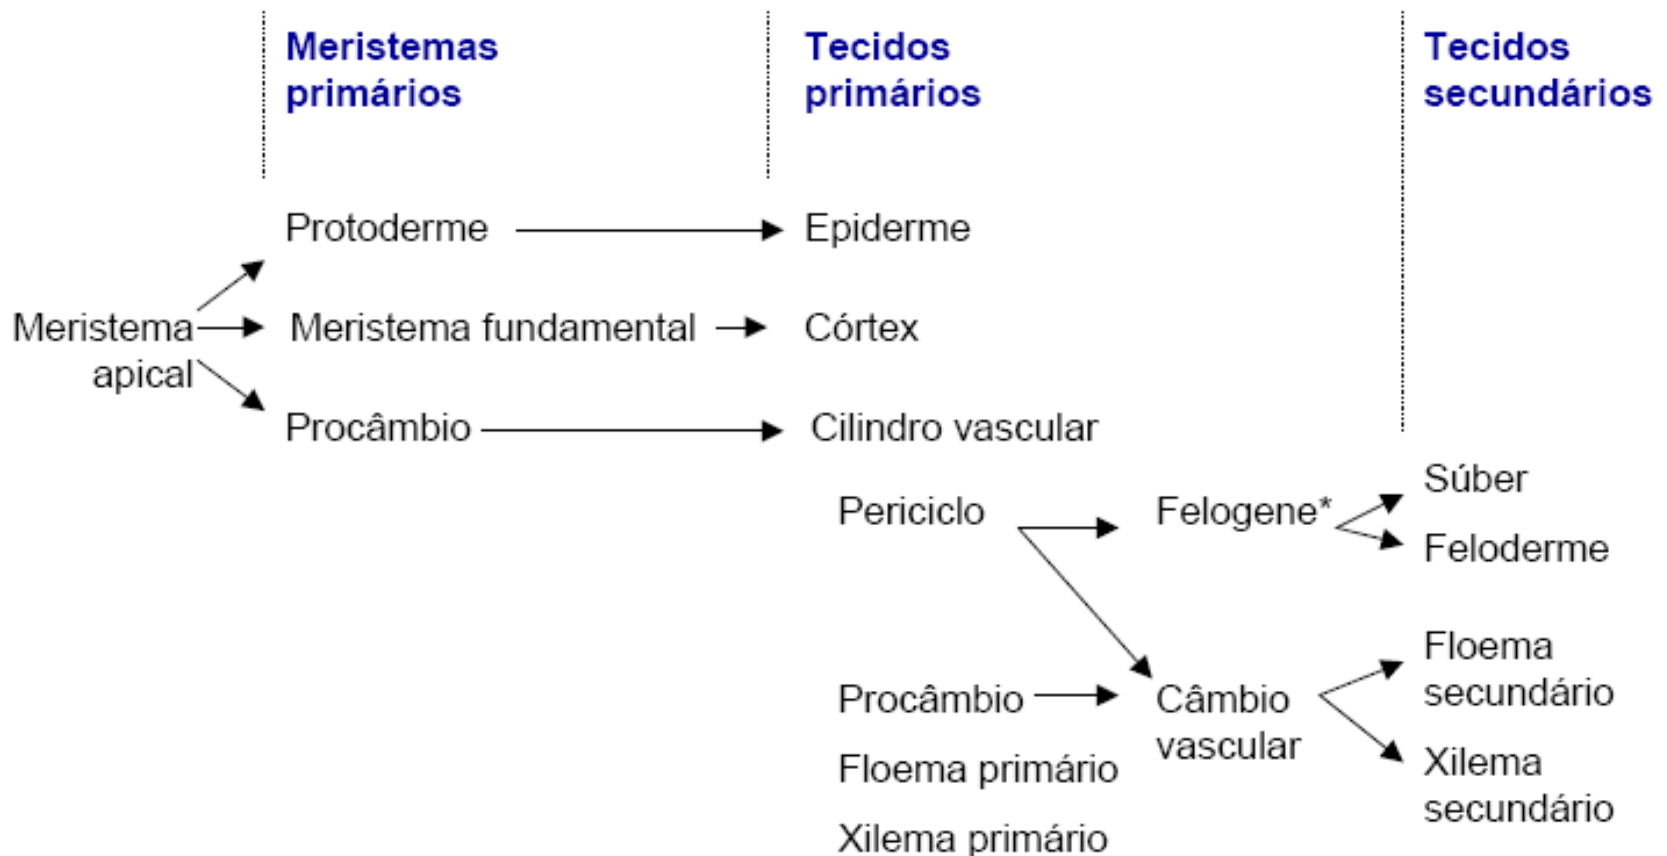 Meristemas
primários
Tecidos
primários
Tecidos
secundários
Protoderme
Epiderme
Meristema
apical
Meristema fundamental
Córtex
Procâmbio
Cilindro vascular
Periciclo
Felogene*
Súber
Feloderme
Procâmbio
Câmbio
vascular
Floema
secundário
Floema primário
Xilema
secundário
Xilema primário